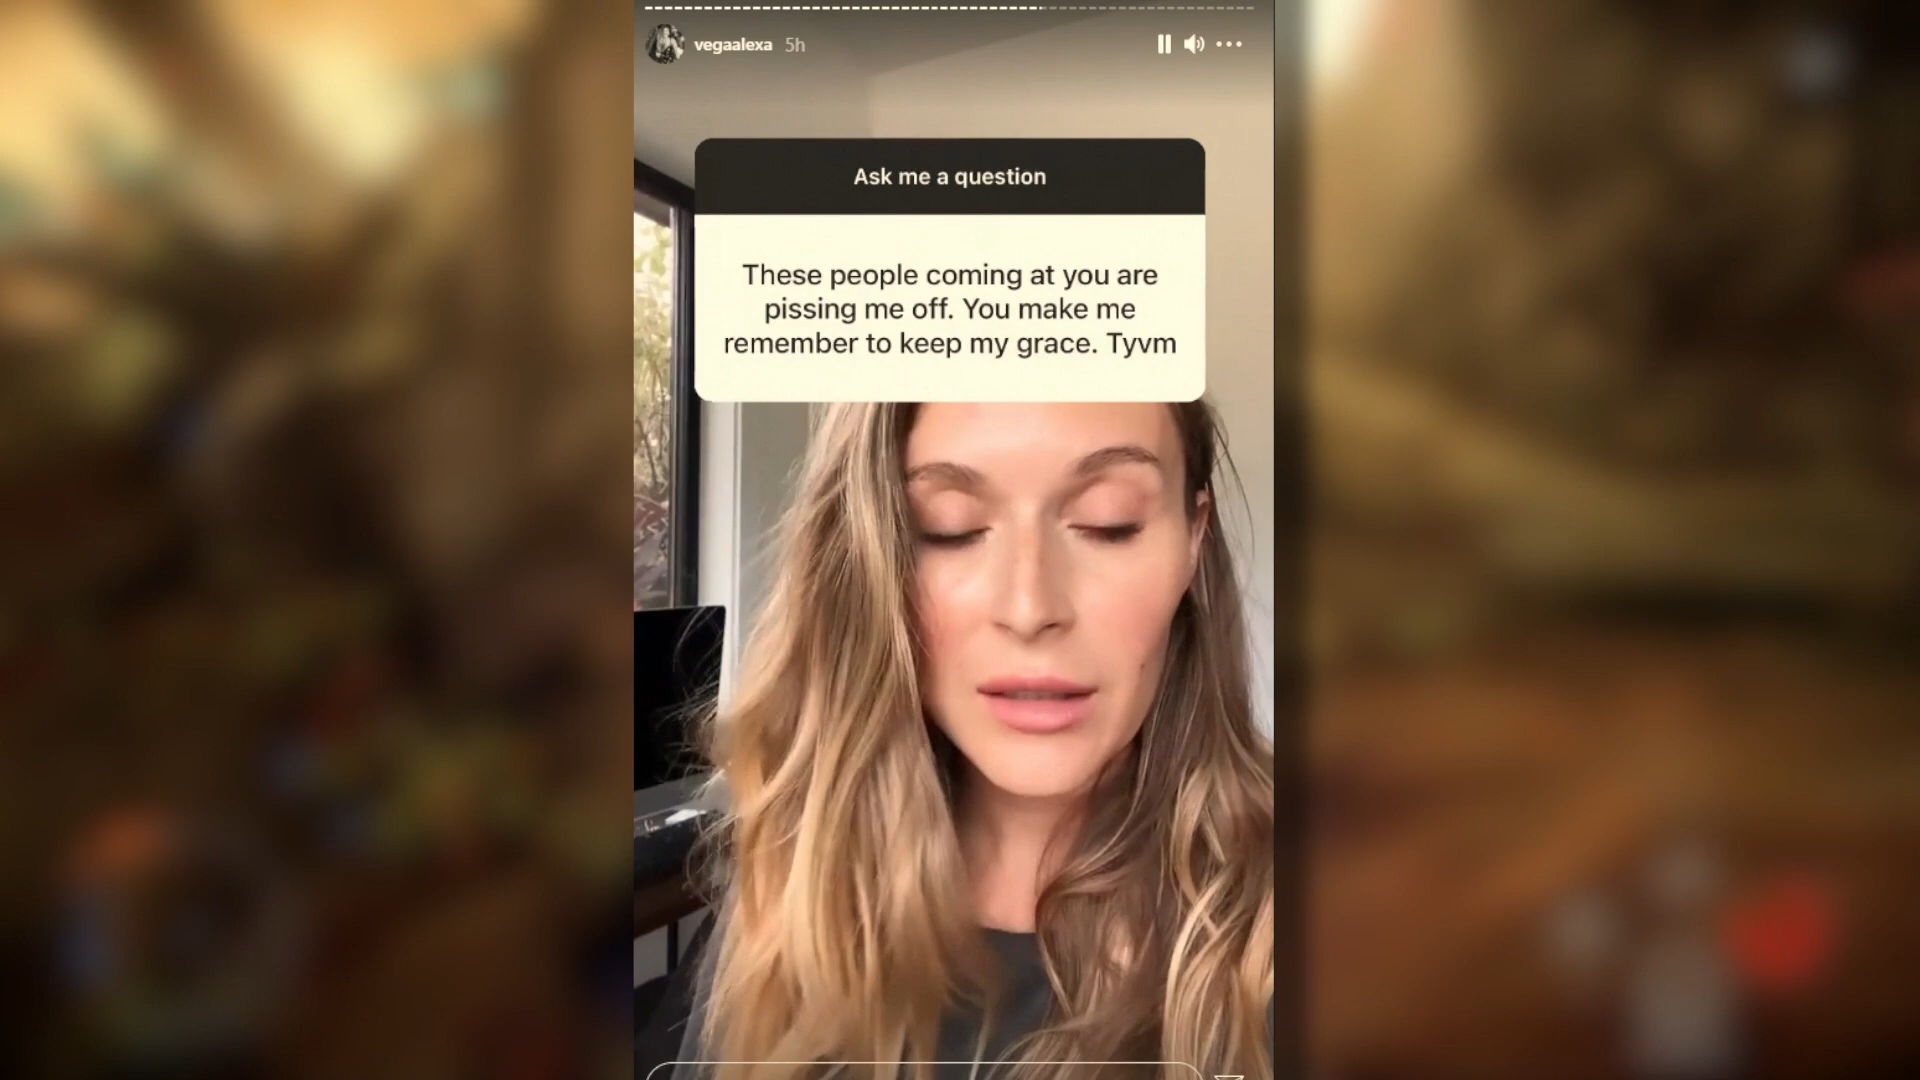 vegaalexa 5h
Ask me a question
These people coming at you are
pissing me off. You make me
remember to keep my grace. Tyvm